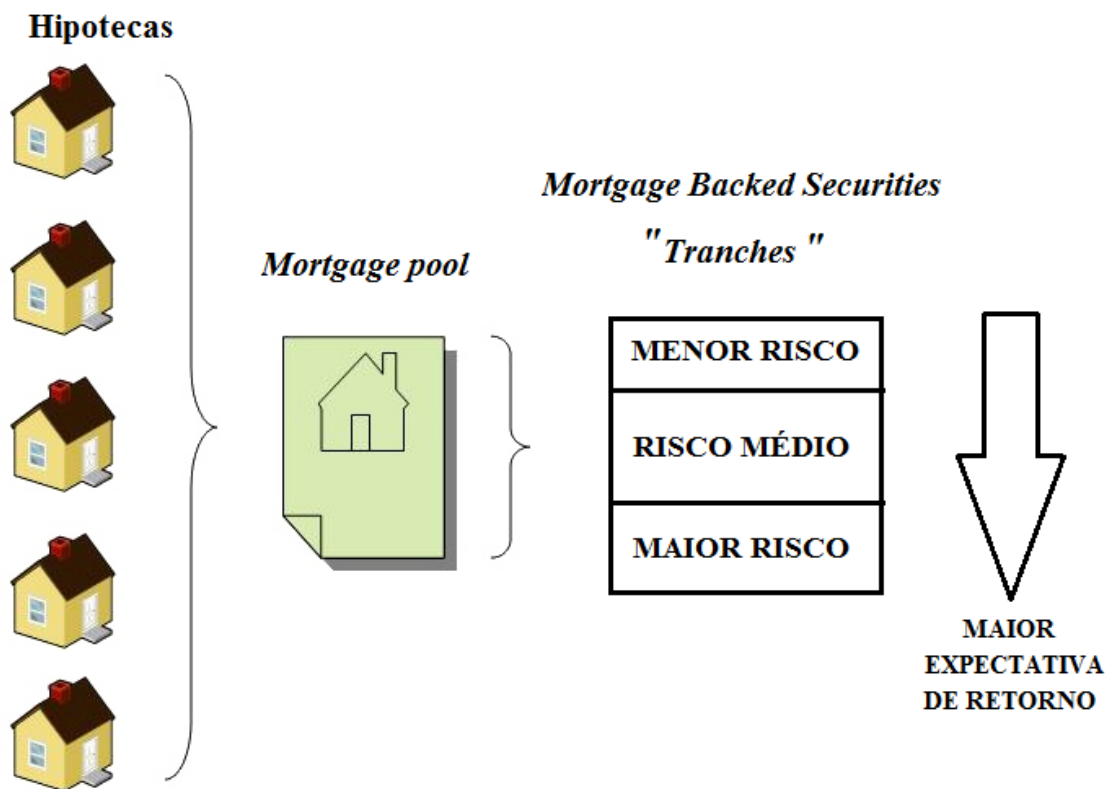 Hipotecas
Mortgage Backed Securities
"Tranches "
Mortgage pool
MENOR RISCO
RISCO MÉDIO
MAIOR RISCO
MAIOR
EXPECTATIVA
DE RETORNO